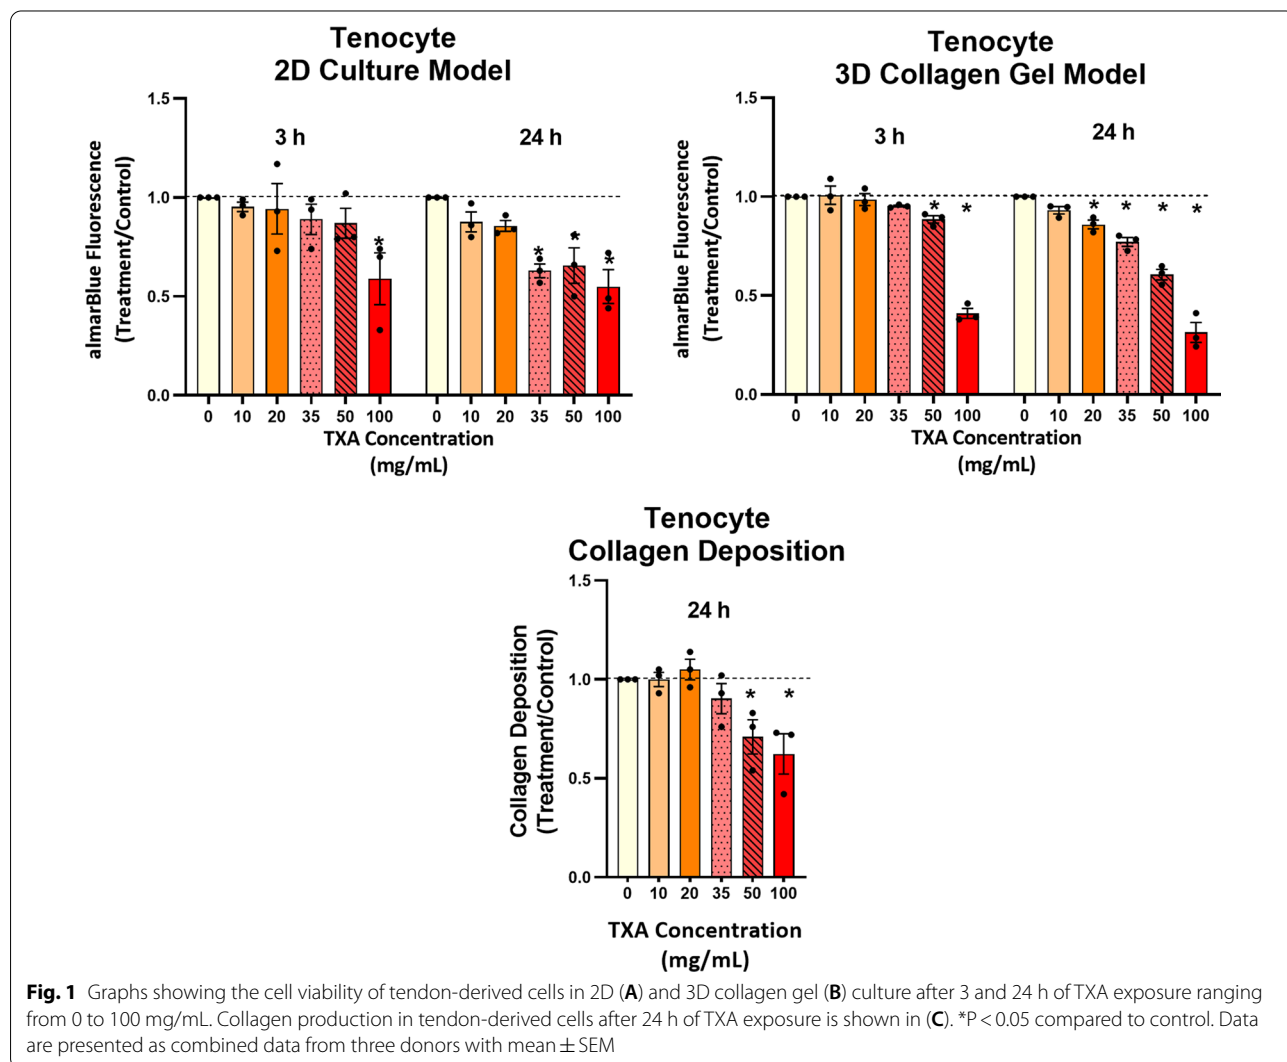 Tenocyte
2D Culture Model
almarBlue Fluorescence
(Treatment/Control)
1.5
1.0
0.5
0.0
3 h
24 h
*
*
*
*
0 10 20 35 50 100 0 10 20 35 50 100
TXA Concentration
(mg/mL)
Tenocyte
3D Collagen Gel Model
almarBlue Fluorescence
(Treatment/Control)
1.5
1.0
0.5
0.0
3 h
24 h
* * * * * *
0 10 20 35 50 100 0 10 20 35 50 100
TXA Concentration
(mg/mL)
Tenocyte
Collagen Deposition
Collagen Deposition
(Treatment/Control)
1.5
1.0
0.5
0.0
24 h
* *
0 10 20 35 50 100
TXA Concentration
(mg/mL)
Fig. 1 Graphs showing the cell viability of tendon-derived cells in 2D (A) and 3D collagen gel (B) culture after 3 and 24 h of TXA exposure ranging
from 0 to 100 mg/mL. Collagen production in tendon-derived cells after 24 h of TXA exposure is shown in (C). *P < 0.05 compared to control. Data
are presented as combined data from three donors with mean ± SEM